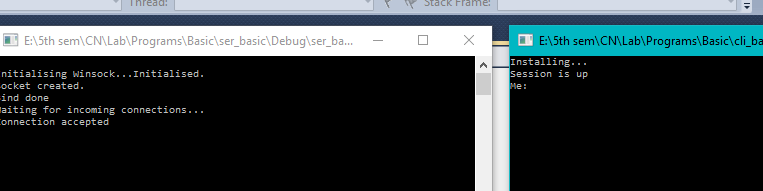 Thread:
Stack Frame:
E:\5th sem\CN\Lab\Programs\Basic\ser_basic\Debug\ser_ba...
E:\5th sem\CN\Lab\Programs\Basic\cli_ba
nitialising Winsock...Initialised.
ocket created.
ind done
aiting for incoming connections...
onnection accepted
Installing...
Session is up
Me: